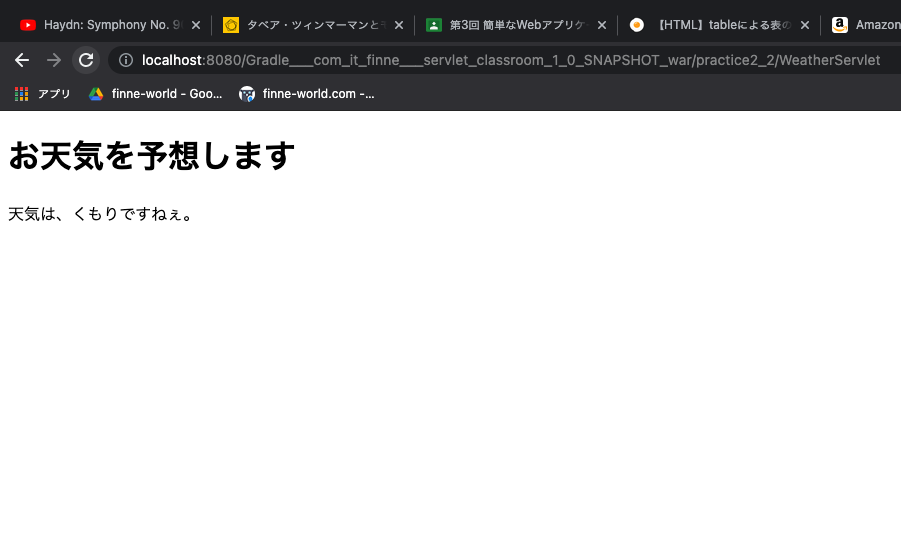 Haydn: Symphony No. 9
タベア・ツィンマーマンと
第3回 簡単なWebアプリケ
【HTML】tableによる表の
Amazon
localhost:8080/Gradle___com_it_finne___servlet_classroom_1_0_SNAPSHOT_war/practice2_2/WeatherServlet
アプリ
finne-world - Goo...
finne-world.com -...
お天気を予想します
天気は、くもりですねぇ。